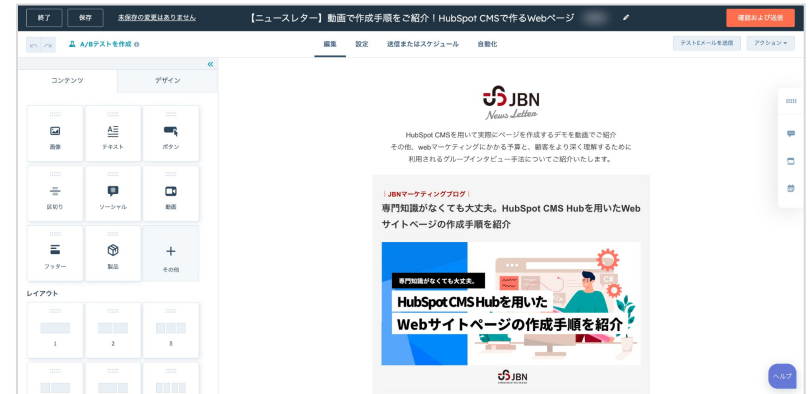 終了
保存
未保存の変更はありません
【ニュースレター】動画で作成手順をご紹介！HubSpot CMSで作るWebページ
確認および送信
A/Bテストを作成
編集
設定
送信またはスケジュール
自動化
テストEメールを送信
アクション
コンテンツ
デザイン
画像
テキスト
ボタン
区切り
ソーシャル
動画
フッター
製品
その他
レイアウト
1
2
3
JBN
News Letter
HubSpot CMSを用いて実際にページを作成するデモを動画でご紹介
その他、webマーケティングにかかる予算と、顧客をより深く理解するために
利用されるグループインタビュー手法についてご紹介いたします。
｜JBNマーケティングブログ｜
専門知識がなくても大丈夫。HubSpot CMS Hubを用いたWeb
サイトページの作成手順を紹介
専門知識がなくても大丈夫。
HubSpot CMS Hubを用いた
Webサイトページの作成手順を紹介
C#
JBN
ヘルプ